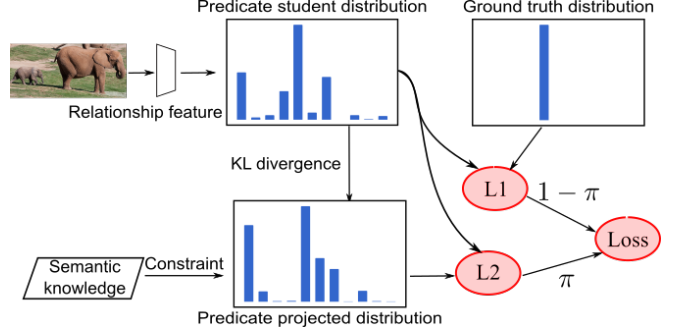 Predicate student distribution
Ground truth distribution
Relationship feature
KL divergence
L1
1 − π
Loss
Semantic
knowledge
Constraint
L2
π
Predicate projected distribution